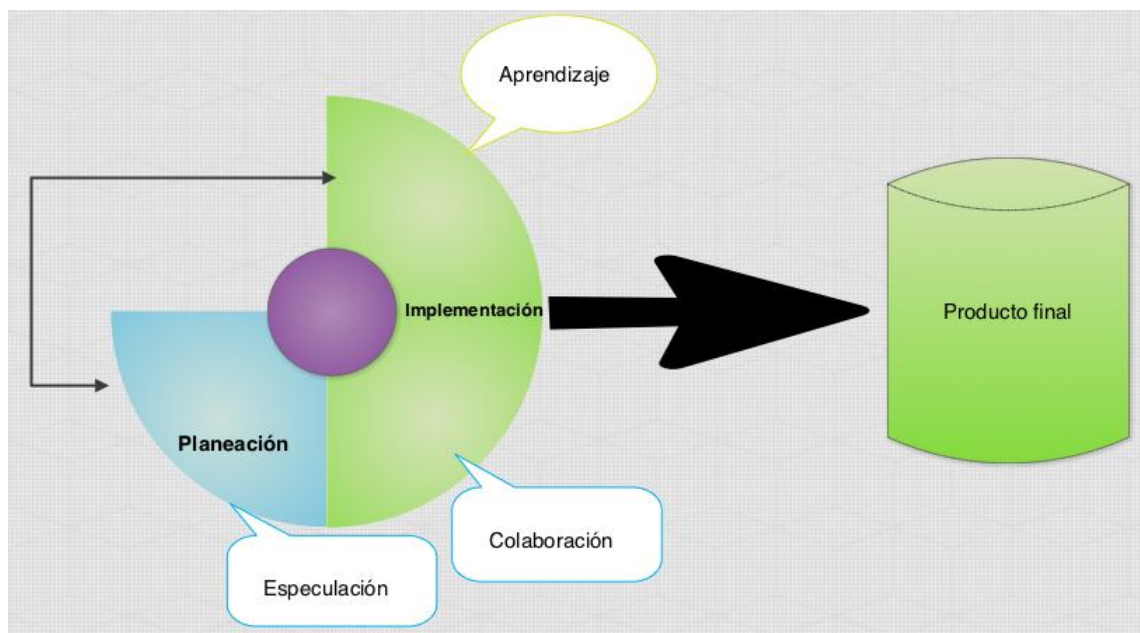 Aprendizaje
Implementación
Producto final
Planeación
Colaboración
Especulación